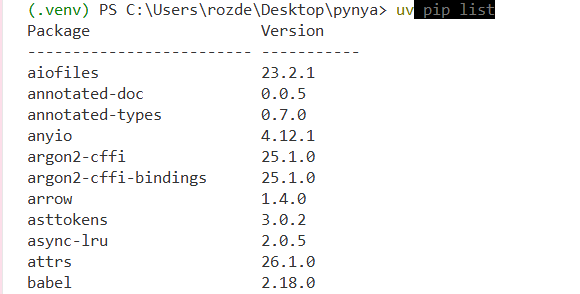 (.venv) PS C:\Users\rozde\Desktop\pynya> uv pip list
Package                  Version
------------------------ -----------
aiofiles                 23.2.1
annotated-doc            0.0.5
annotated-types          0.7.0
anyio                    4.12.1
argon2-cffi              25.1.0
argon2-cffi-bindings     25.1.0
arrow                    1.4.0
asttokens                3.0.2
async-lru                2.0.5
attrs                    26.1.0
babel                    2.18.0